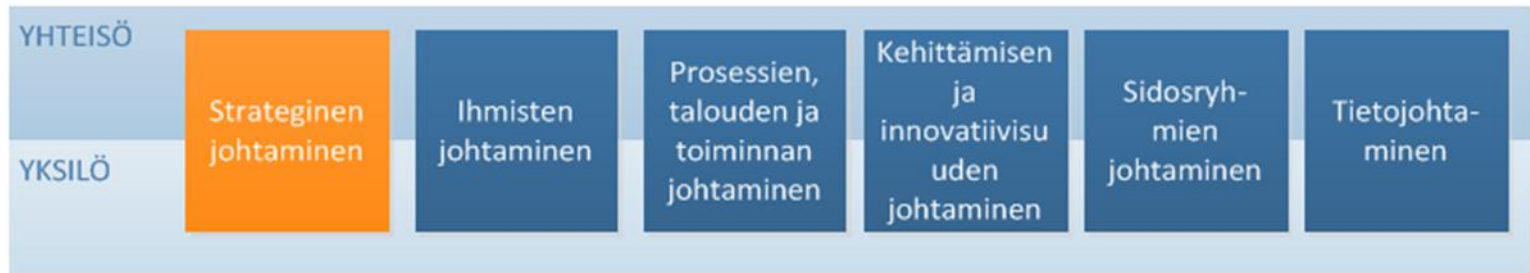 YHTEISÖ
YKSILÖ
Strateginen
johtaminen
Ihmisten
johtaminen
Prosessien,
talouden ja
toiminnan
johtaminen
Kehittämisen
ja
innovatiivisu
uden
johtaminen
Sidosryh-
mien
johtaminen
Tietojohta-
minen